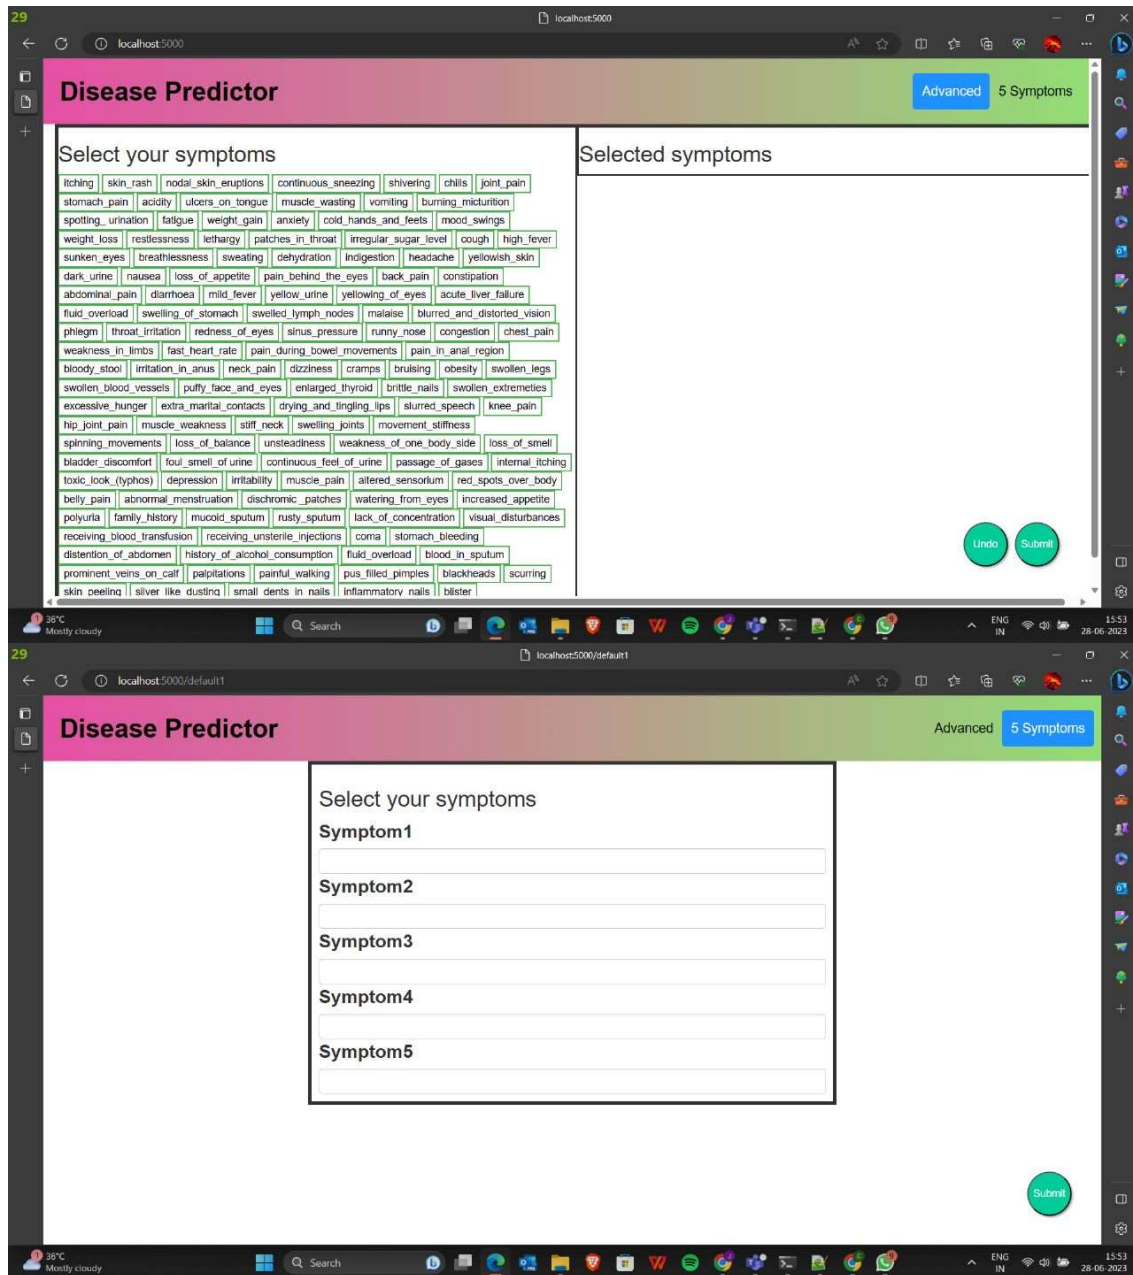 29 localhost:5000
localhost:5000
Disease Predictor Advanced 5 Symptoms
Select your symptoms Selected symptoms
itching skin_rash nodal_skin_eruptions continuous_sneezing shivering chills joint_pain
stomach_pain acidity ulcers_on_tongue muscle_wasting vomiting burning_micturition
spotting_ urination fatigue weight_gain anxiety cold_hands_and_feets mood_swings
weight_loss restlessness lethargy patches_in_throat irregular_sugar_level cough high_fever
sunken_eyes breathlessness sweating dehydration indigestion headache yellowish_skin
dark_urine nausea loss_of_appetite pain_behind_the_eyes back_pain constipation
abdominal_pain diarrhoea mild_fever yellow_urine yellowing_of_eyes acute_liver_failure
fluid_overload swelling_of_stomach swelled_lymph_nodes malaise blurred_and_distorted_vision
phlegm throat_irritation redness_of_eyes sinus_pressure runny_nose congestion chest_pain
weakness_in_limbs fast_heart_rate pain_during_bowel_movements pain_in_anal_region
bloody_stool irritation_in_anus neck_pain dizziness cramps bruising obesity swollen_legs
swollen_blood_vessels puffy_face_and_eyes enlarged_thyroid brittle_nails swollen_extremeties
excessive_hunger extra_marital_contacts drying_and_tingling_lips slurred_speech knee_pain
hip_joint_pain muscle_weakness stiff_neck swelling_joints movement_stiffness
spinning_movements loss_of_balance unsteadiness weakness_of_one_body_side loss_of_smell
bladder_discomfort foul_smell_of urine continuous_feel_of_urine passage_of_gases internal_itching
toxic_look_(typhos) depression irritability muscle_pain altered_sensorium red_spots_over_body
belly_pain abnormal_menstruation dischromic _patches watering_from_eyes increased_appetite
polyuria family_history mucoid_sputum rusty_sputum lack_of_concentration visual_disturbances
receiving_blood_transfusion receiving_unsterile_injections coma stomach_bleeding
distention_of_abdomen history_of_alcohol_consumption fluid_overload blood_in_sputum
prominent_veins_on_calf palpitations painful_walking pus_filled_pimples blackheads scurring
skin_peeling silver_like_dusting small_dents_in_nails inflammatory_nails blister
Undo Submit
36°C
Mostly cloudy
Search
ENG
IN
15:53
28-06-2023
29 localhost:5000/default1
localhost:5000/default1
Disease Predictor Advanced 5 Symptoms
Select your symptoms
Symptom1
Symptom2
Symptom3
Symptom4
Symptom5
Submit
36°C
Mostly cloudy
Search
ENG
IN
15:53
28-06-2023